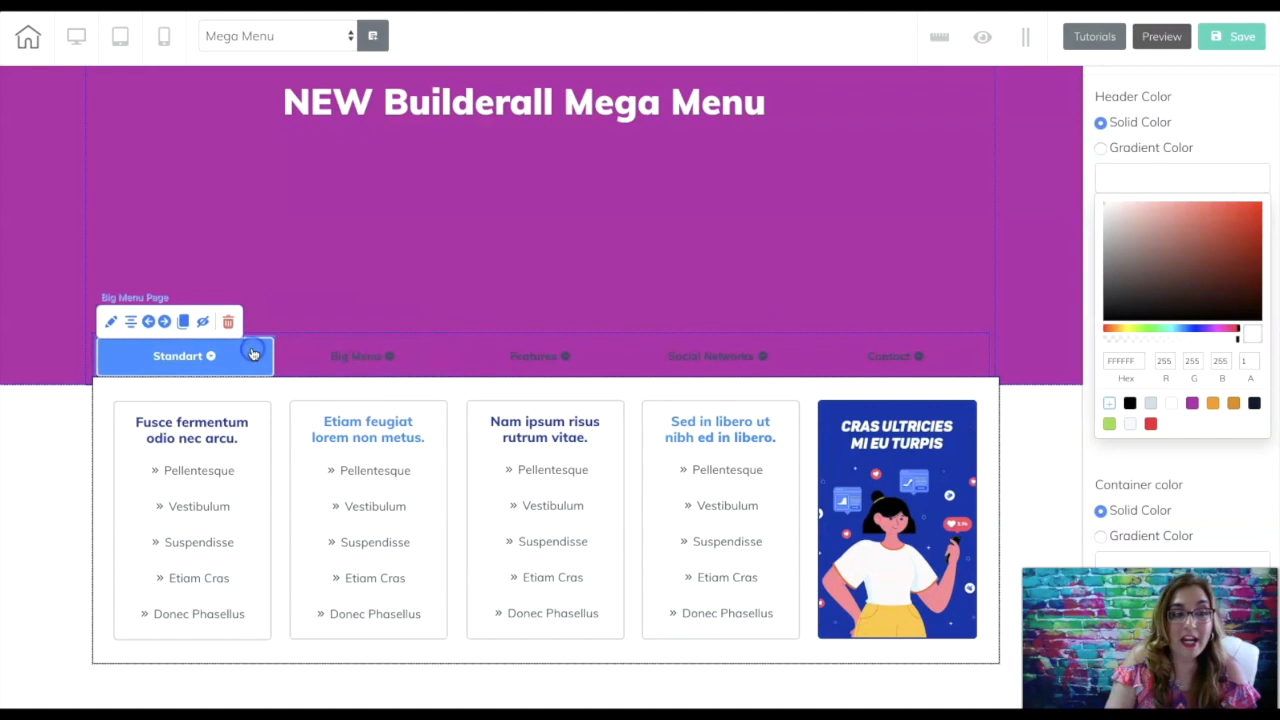 Mega Menu
Tutorials
Preview
Save
NEW Builderall Mega Menu
Big Menu Page
Standart
Big Menu
Features
Social Networks
Contact
Fusce fermentum
odio nec arcu.
» Pellentesque
» Vestibulum
» Suspendisse
» Etiam Cras
» Donec Phasellus
Etiam feugiat
lorem non metus.
» Pellentesque
» Vestibulum
» Suspendisse
» Etiam Cras
» Donec Phasellus
Nam ipsum risus
rutrum vitae.
» Pellentesque
» Vestibulum
» Suspendisse
» Etiam Cras
» Donec Phasellus
Sed in libero ut
nibh ed in libero.
» Pellentesque
» Vestibulum
» Suspendisse
» Etiam Cras
» Donec Phasellus
CRAS ULTRICIES
MI EU TURPIS
Header Color
Solid Color
Gradient Color
FFFFFF 255 255 255 1
Hex R G B A
Container color
Solid Color
Gradient Color